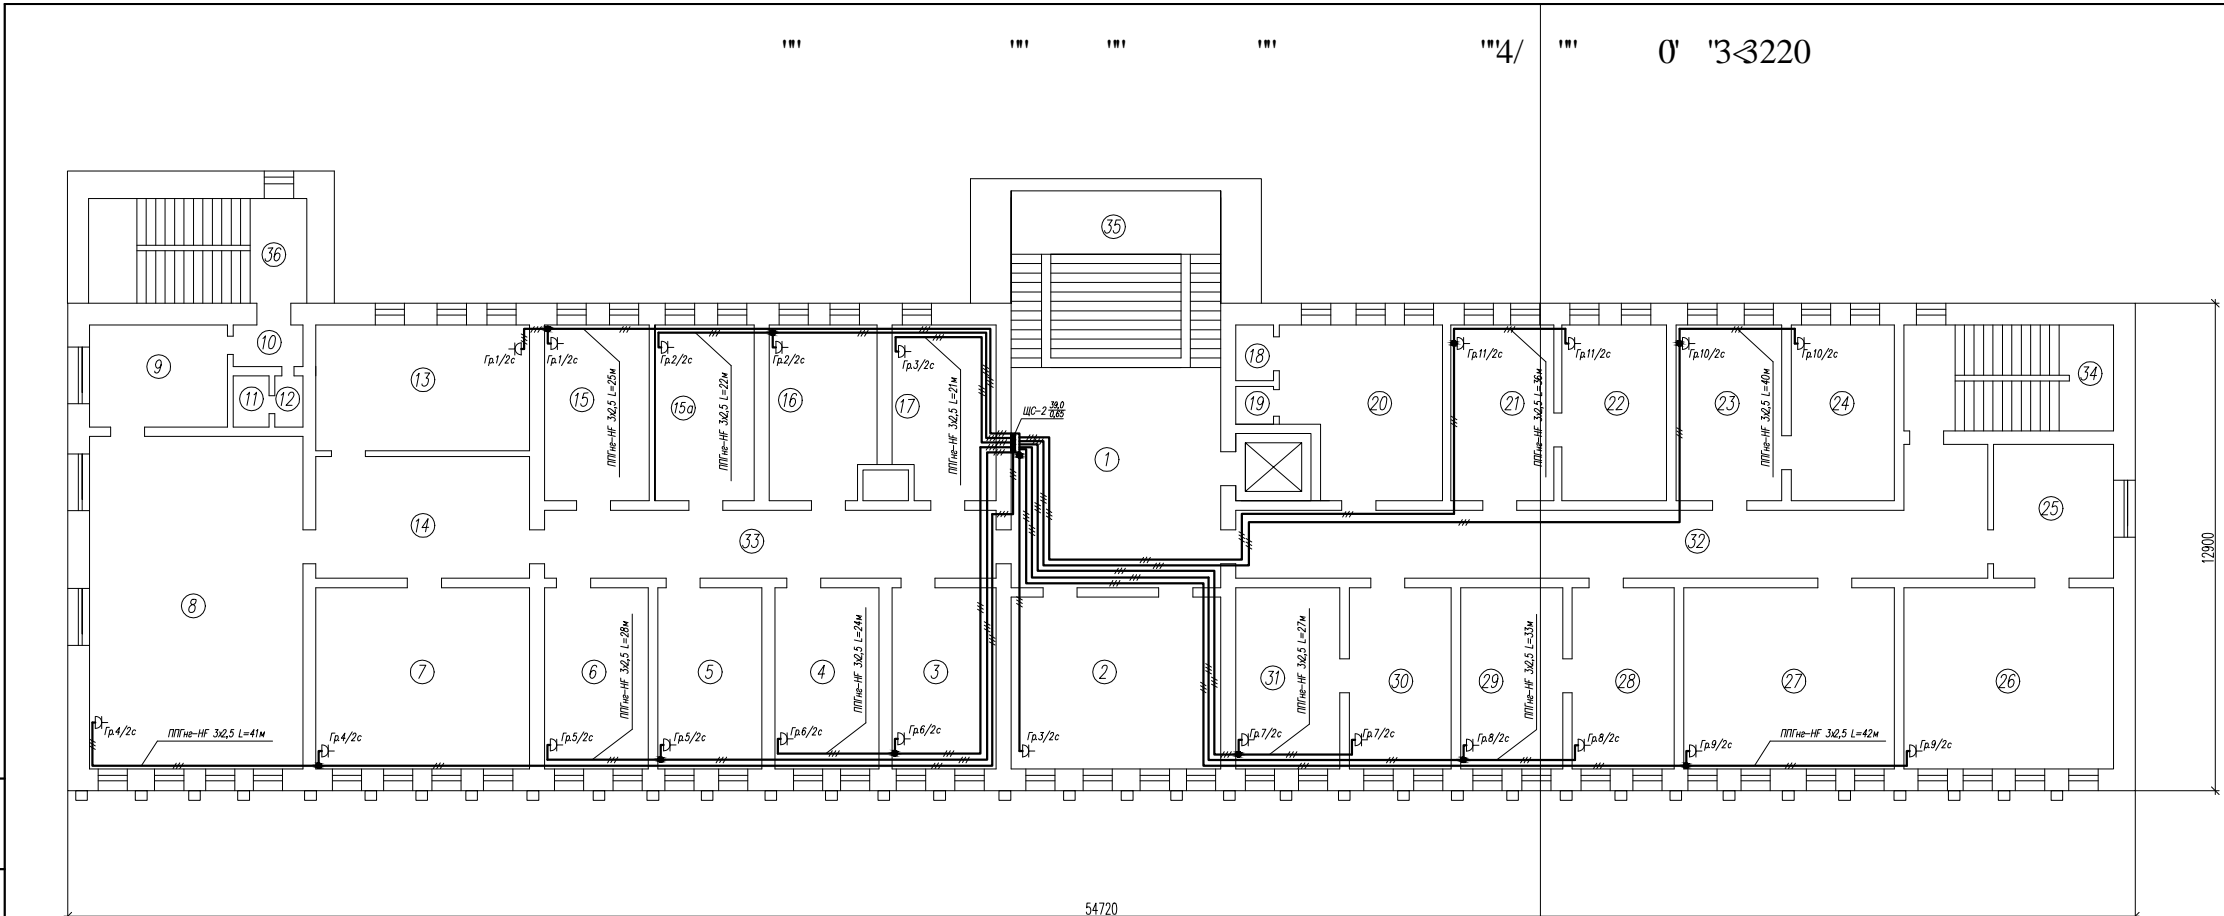 ""'
""'
""'
""'
""'4/
""'
0' "3<3220
35
36
Гр.1/2с
Гр.1/2с
Гр.2/2с
Гр.2/2с
Гр.3/2с
Гр.11/2с
Гр.11/2с
Гр.10/2с
Гр.10/2с
9
10
11
12
13
15
ППГнг-HF 3х2,5 L=25м
15а
ППГнг-HF 3х2,5 L=22м
16
17
ППГнг-HF 3х2,5 L=21м
ЩС-2 39,0
0,85
18
19
20
21
ППГнг-HF 3х2,5 L=36м
22
23
ППГнг-HF 3х2,5 L=40м
24
34
1
14
33
32
25
12900
8
7
6
ППГнг-HF 3х2,5 L=28м
5
4
ППГнг-HF 3х2,5 L=24м
3
2
31
ППГнг-HF 3х2,5 L=27м
30
29
ППГнг-HF 3х2,5 L=33м
28
27
26
Гр.4/2с
ППГнг-HF 3х2,5 L=41м
Гр.4/2с
Гр.5/2с
Гр.5/2с
Гр.6/2с
Гр.6/2с
Гр.3/2с
Гр.7/2с
Гр.7/2с
Гр.8/2с
Гр.8/2с
Гр.9/2с
ППГнг-HF 3х2,5 L=42м
Гр.9/2с
54720